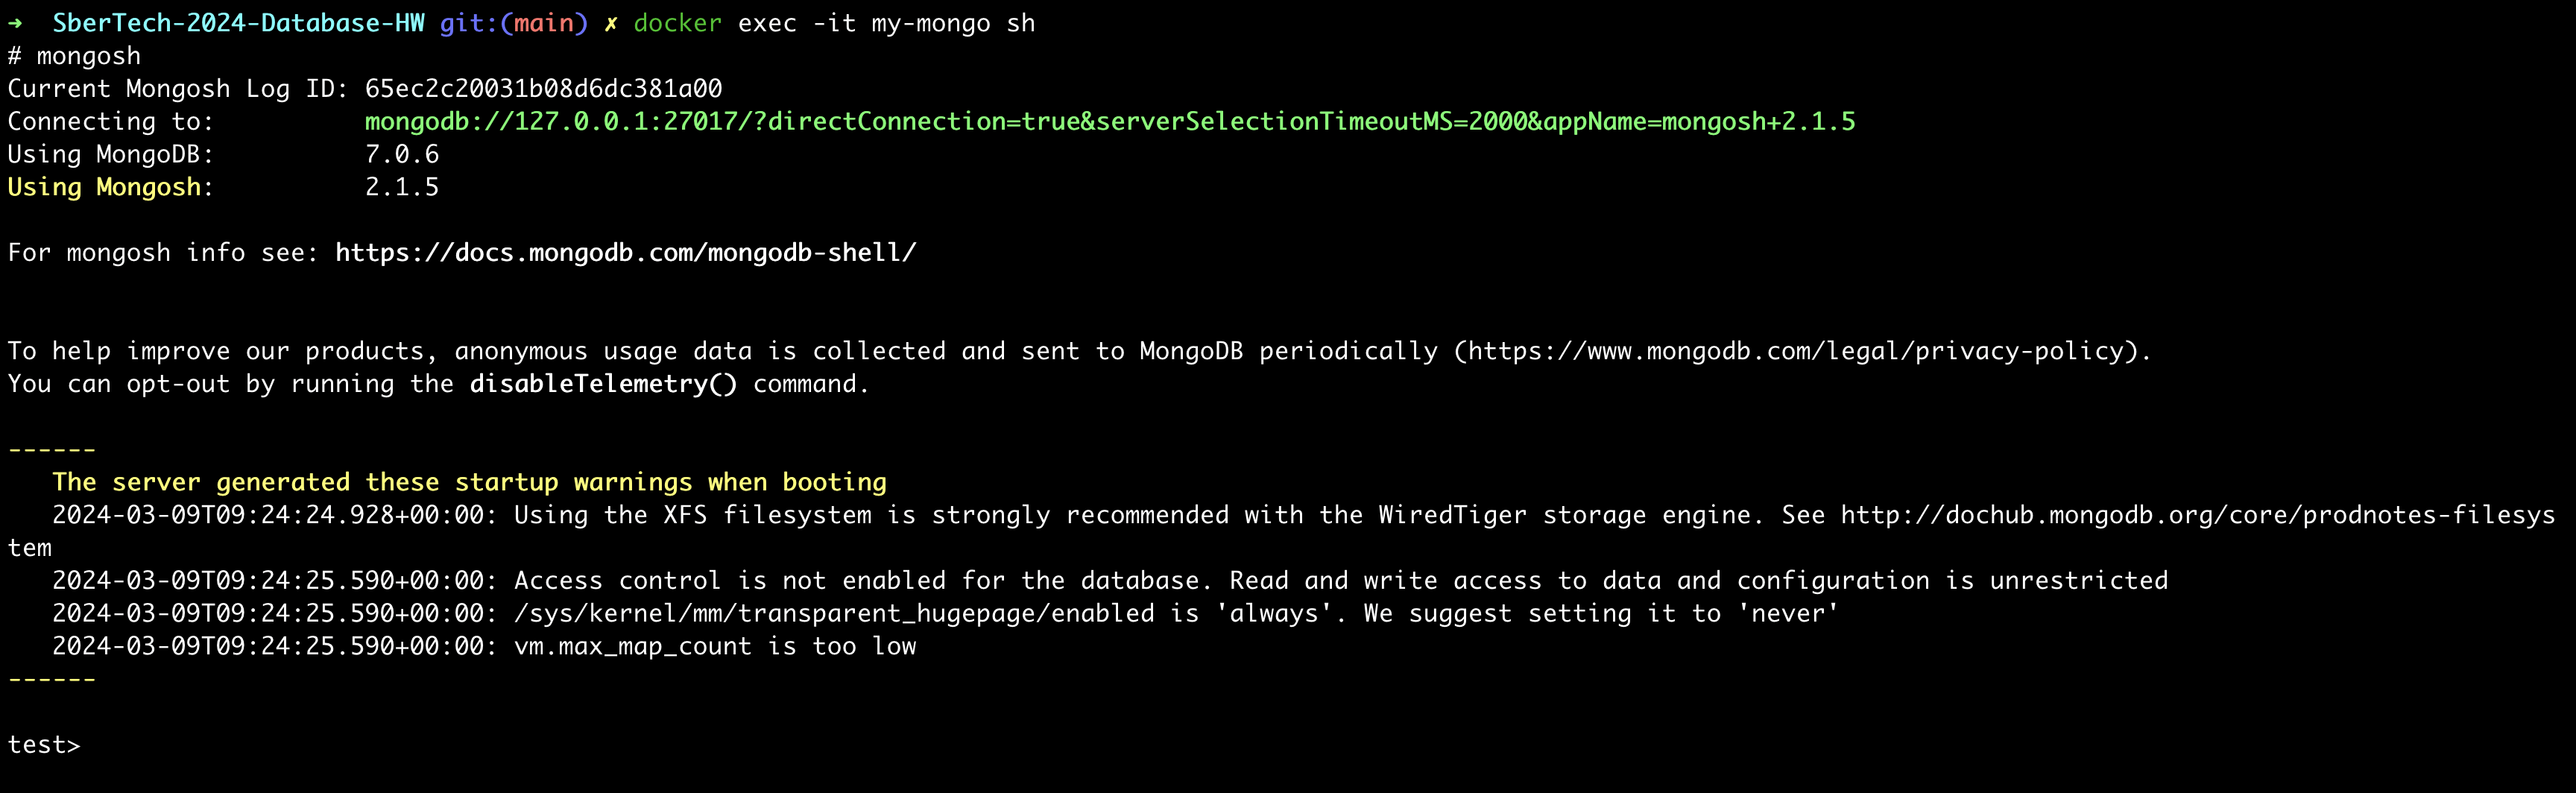 ➜  SberTech-2024-Database-HW git:(main) ✗ docker exec -it my-mongo sh
# mongosh
Current Mongosh Log ID: 65ec2c20031b08d6dc381a00
Connecting to:          mongodb://127.0.0.1:27017/?directConnection=true&serverSelectionTimeoutMS=2000&appName=mongosh+2.1.5
Using MongoDB:          7.0.6
Using Mongosh:          2.1.5
For mongosh info see: https://docs.mongodb.com/mongodb-shell/
To help improve our products, anonymous usage data is collected and sent to MongoDB periodically (https://www.mongodb.com/legal/privacy-policy).
You can opt-out by running the disableTelemetry() command.
------
   The server generated these startup warnings when booting
   2024-03-09T09:24:24.928+00:00: Using the XFS filesystem is strongly recommended with the WiredTiger storage engine. See http://dochub.mongodb.org/core/prodnotes-filesys
tem
   2024-03-09T09:24:25.590+00:00: Access control is not enabled for the database. Read and write access to data and configuration is unrestricted
   2024-03-09T09:24:25.590+00:00: /sys/kernel/mm/transparent_hugepage/enabled is 'always'. We suggest setting it to 'never'
   2024-03-09T09:24:25.590+00:00: vm.max_map_count is too low
------
test>